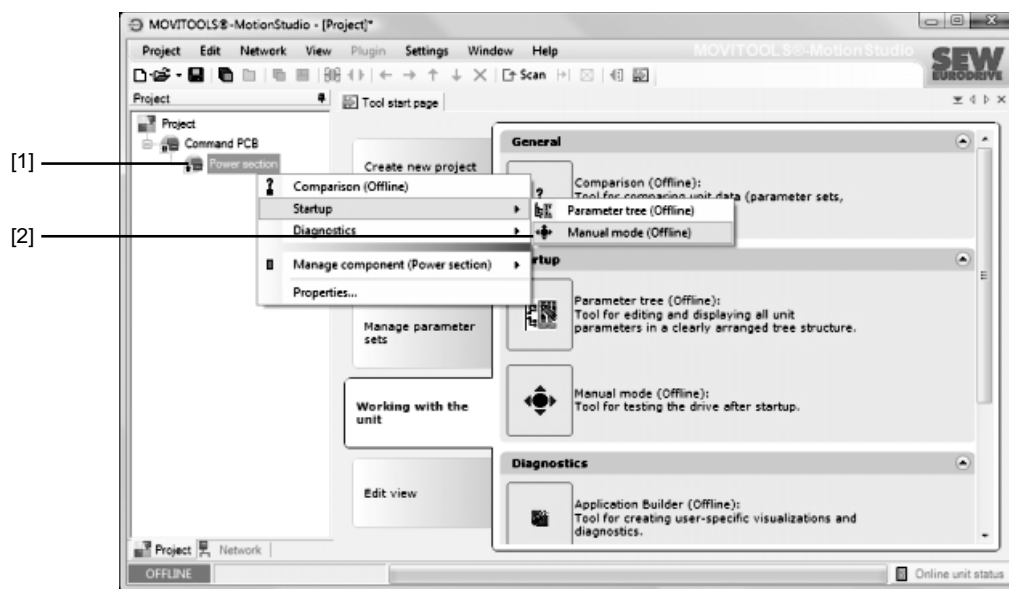 MOVITOOLS®-MotionStudio - [Project]*
Project Edit Network View Plugin Settings Window Help
MOVITOOLS®-MotionStudio
SEW
EURODRIVE
Scan
Project
Tool start page
Project
Command PCB
[1]
Power section
Create new project
General
Comparison (Offline):
Tool for comparing unit data (parameter sets,
Comparison (Offline)
Startup
Parameter tree (Offline)
[2]
Diagnostics
Manual mode (Offline)
Manage component (Power section)
rtup
Properties...
Parameter tree (Offline):
Tool for editing and displaying all unit
parameters in a clearly arranged tree structure.
Manage parameter
sets
Manual mode (Offline):
Tool for testing the drive after startup.
Working with the
unit
Diagnostics
Edit view
Application Builder (Offline):
Tool for creating user-specific visualizations and
diagnostics.
Project Network
OFFLINE
Online unit status